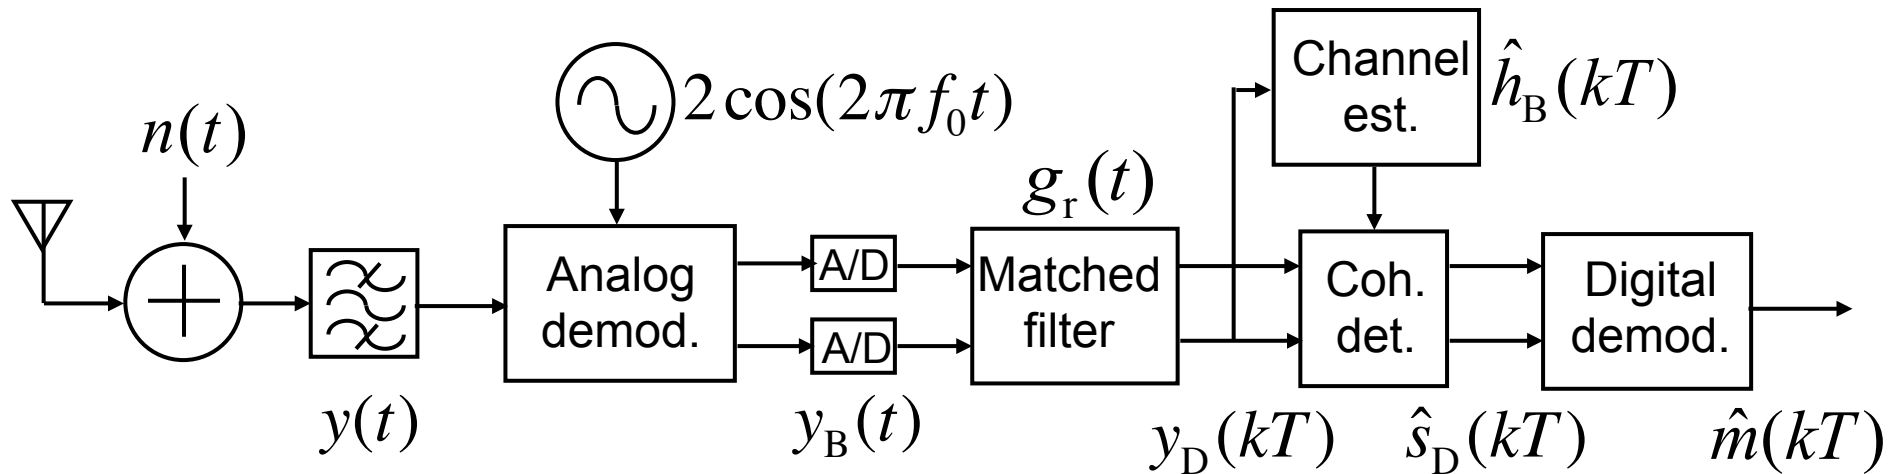 n(t)
2cos(2πf₀t)
Channel
est.
ĥ_B(kT)
g_r(t)
Analog
demod.
A/D
A/D
Matched
filter
Coh.
det.
Digital
demod.
y(t)
y_B(t)
y_D(kT)
ŝ_D(kT)
m̂(kT)